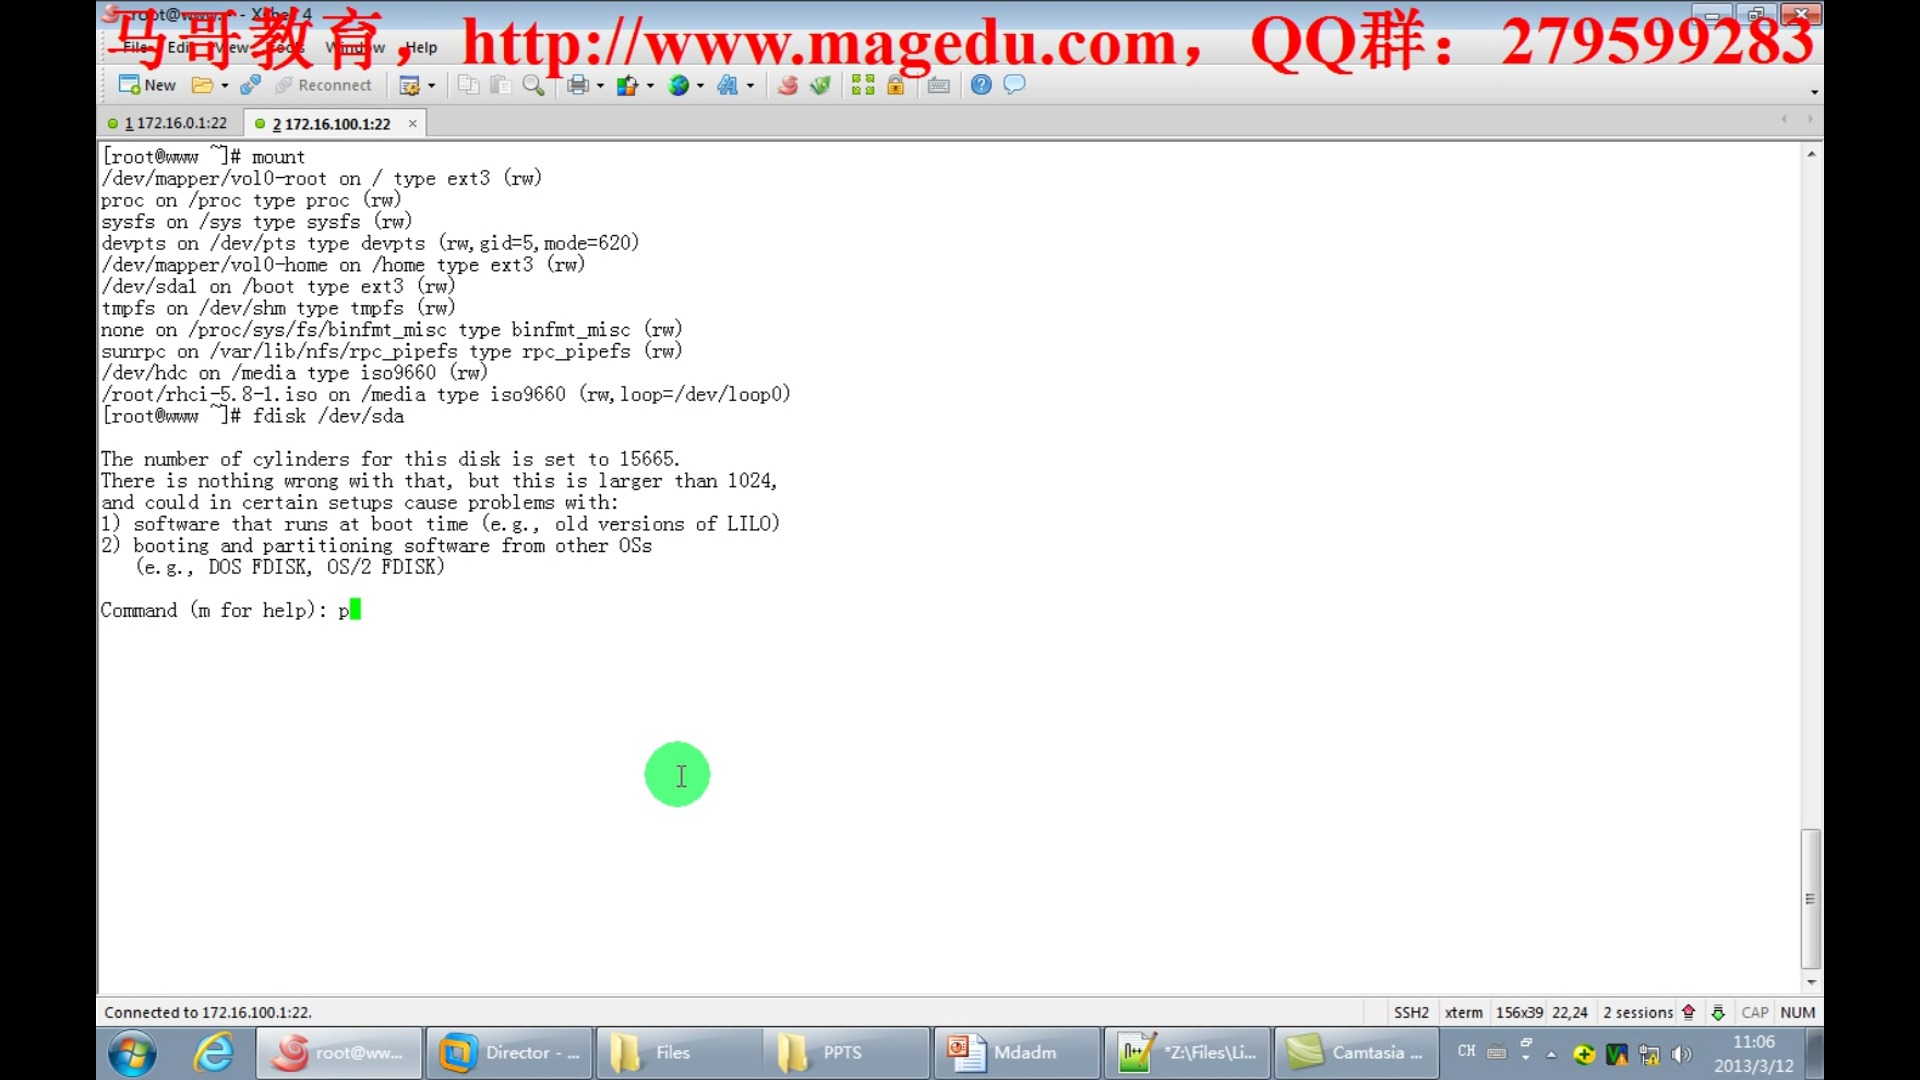 马哥教育，http://www.magedu.com，QQ群：279599283
File Edit View Tools Window Help
New Reconnect
1 172.16.0.1:22 2 172.16.100.1:22
[root@www ~]# mount
/dev/mapper/vol0-root on / type ext3 (rw)
proc on /proc type proc (rw)
sysfs on /sys type sysfs (rw)
devpts on /dev/pts type devpts (rw,gid=5,mode=620)
/dev/mapper/vol0-home on /home type ext3 (rw)
/dev/sda1 on /boot type ext3 (rw)
tmpfs on /dev/shm type tmpfs (rw)
none on /proc/sys/fs/binfmt_misc type binfmt_misc (rw)
sunrpc on /var/lib/nfs/rpc_pipefs type rpc_pipefs (rw)
/dev/hdc on /media type iso9660 (rw)
/root/rhci-5.8-1.iso on /media type iso9660 (rw,loop=/dev/loop0)
[root@www ~]# fdisk /dev/sda
The number of cylinders for this disk is set to 15665.
There is nothing wrong with that, but this is larger than 1024,
and could in certain setups cause problems with:
1) software that runs at boot time (e.g., old versions of LILO)
2) booting and partitioning software from other OSs
(e.g., DOS FDISK, OS/2 FDISK)
Command (m for help): p
Connected to 172.16.100.1:22.
SSH2 xterm 156x39 22,24 2 sessions CAP NUM
root@ww... Director - ... Files PPTS Mdadm *Z:\Files\Li... Camtasia ... CH 11:06
2013/3/12